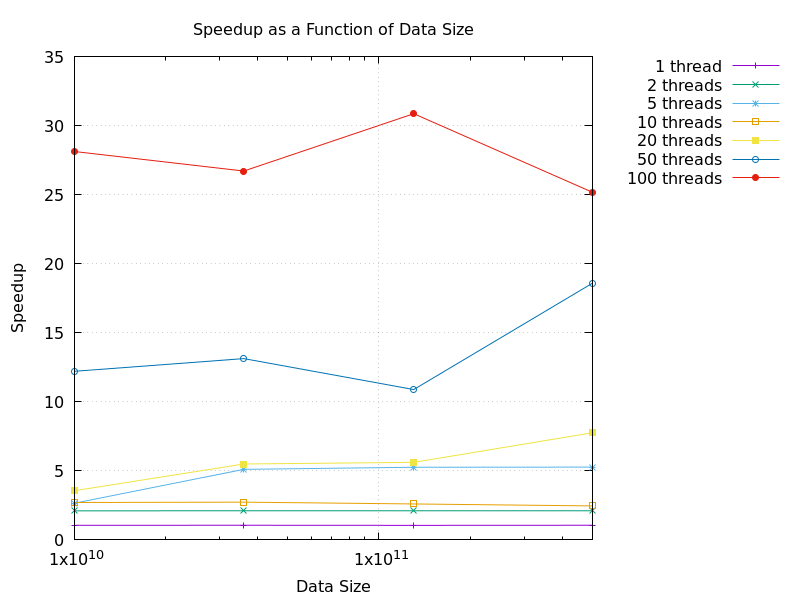 Speedup as a Function of Data Size
35
30
25
20
15
10
5
0
Speedup
1x10^10
1x10^11
Data Size
1 thread
2 threads
5 threads
10 threads
20 threads
50 threads
100 threads